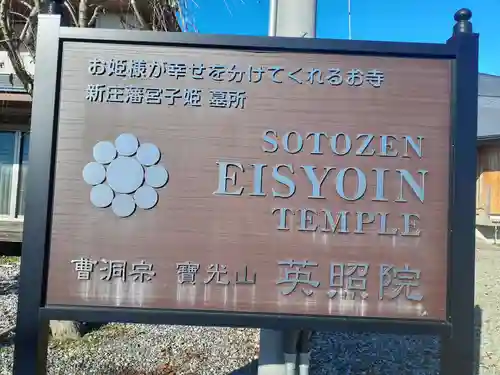 お姫様が幸せを分けてくれるお寺
新庄藩宮子姫 墓所
SOTOZEN
EISYOIN
TEMPLE
曹洞宗 寳光山 英照院